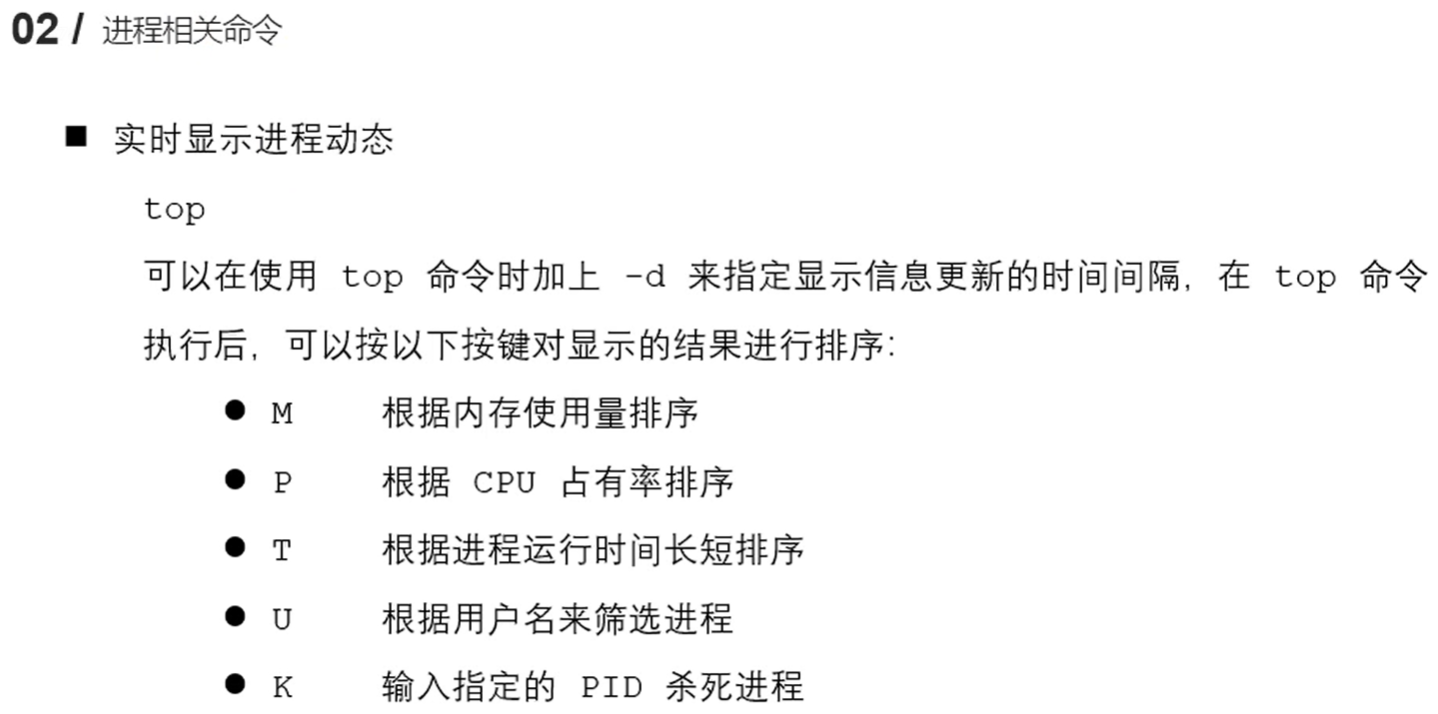 02 / 进程相关命令
■ 实时显示进程动态
top
可以在使用 top 命令时加上 -d 来指定显示信息更新的时间间隔，在 top 命令
执行后，可以按以下按键对显示的结果进行排序：
● M 根据内存使用量排序
● P 根据 CPU 占有率排序
● T 根据进程运行时间长短排序
● U 根据用户名来筛选进程
● K 输入指定的 PID 杀死进程